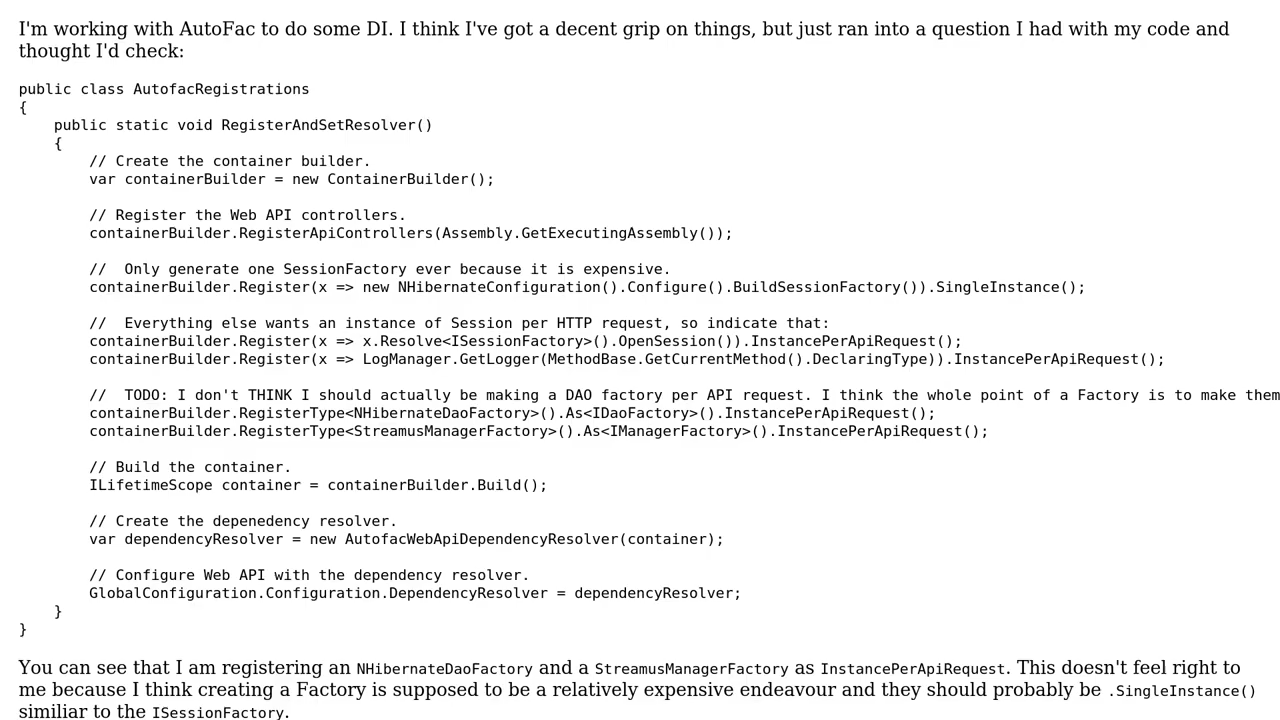 I'm working with AutoFac to do some DI. I think I've got a decent grip on things, but just ran into a question I had with my code and
thought I'd check:
public class AutofacRegistrations
{
    public static void RegisterAndSetResolver()
    {
        // Create the container builder.
        var containerBuilder = new ContainerBuilder();
        // Register the Web API controllers.
        containerBuilder.RegisterApiControllers(Assembly.GetExecutingAssembly());
        //  Only generate one SessionFactory ever because it is expensive.
        containerBuilder.Register(x => new NHibernateConfiguration().Configure().BuildSessionFactory()).SingleInstance();
        //  Everything else wants an instance of Session per HTTP request, so indicate that:
        containerBuilder.Register(x => x.Resolve<ISessionFactory>().OpenSession()).InstancePerApiRequest();
        containerBuilder.Register(x => LogManager.GetLogger(MethodBase.GetCurrentMethod().DeclaringType)).InstancePerApiRequest();
        //  TODO: I don't THINK I should actually be making a DAO factory per API request. I think the whole point of a Factory is to make them
        containerBuilder.RegisterType<NHibernateDaoFactory>().As<IDaoFactory>().InstancePerApiRequest();
        containerBuilder.RegisterType<StreamusManagerFactory>().As<IManagerFactory>().InstancePerApiRequest();
        // Build the container.
        ILifetimeScope container = containerBuilder.Build();
        // Create the depenedency resolver.
        var dependencyResolver = new AutofacWebApiDependencyResolver(container);
        // Configure Web API with the dependency resolver.
        GlobalConfiguration.Configuration.DependencyResolver = dependencyResolver;
    }
}
You can see that I am registering an NHibernateDaoFactory and a StreamusManagerFactory as InstancePerApiRequest. This doesn't feel right to
me because I think creating a Factory is supposed to be a relatively expensive endeavour and they should probably be .SingleInstance()
similiar to the ISessionFactory.